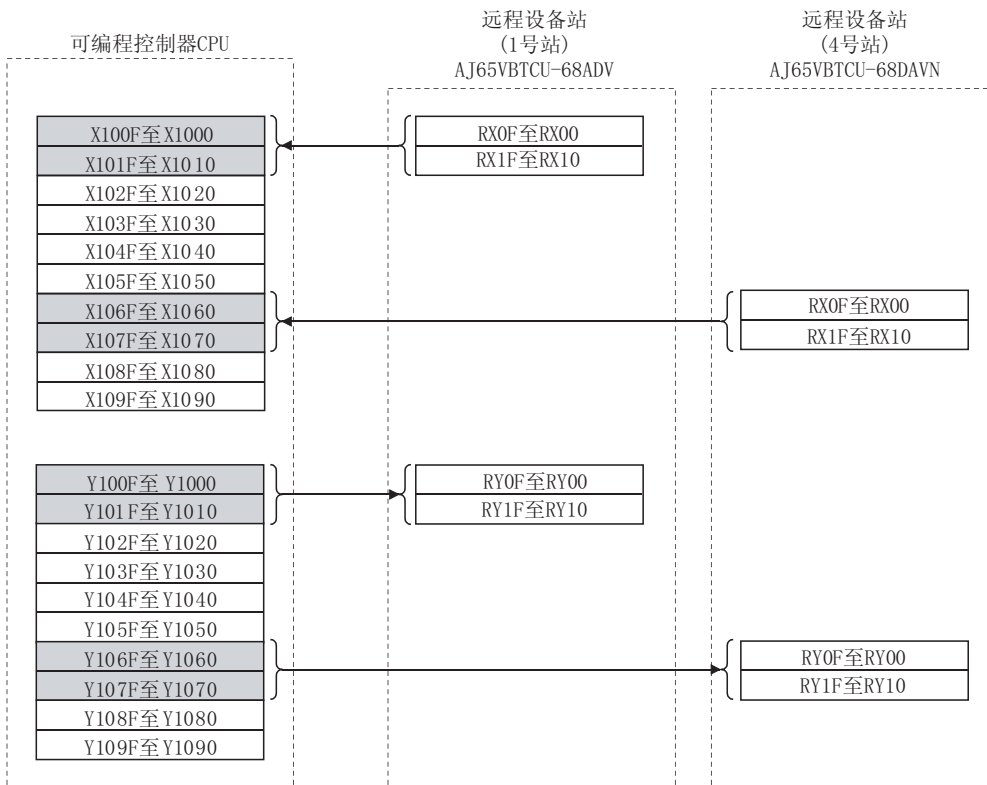 可编程控制器CPU
远程设备站
(1号站)
AJ65VBTCU-68ADV
远程设备站
(4号站)
AJ65VBTCU-68DAVN
X100F至X1000
X101F至X1010
X102F至X1020
X103F至X1030
X104F至X1040
X105F至X1050
X106F至X1060
X107F至X1070
X108F至X1080
X109F至X1090
RX0F至RX00
RX1F至RX10
RX0F至RX00
RX1F至RX10
Y100F至Y1000
Y101F至Y1010
Y102F至Y1020
Y103F至Y1030
Y104F至Y1040
Y105F至Y1050
Y106F至Y1060
Y107F至Y1070
Y108F至Y1080
Y109F至Y1090
RY0F至RY00
RY1F至RY10
RY0F至RY00
RY1F至RY10